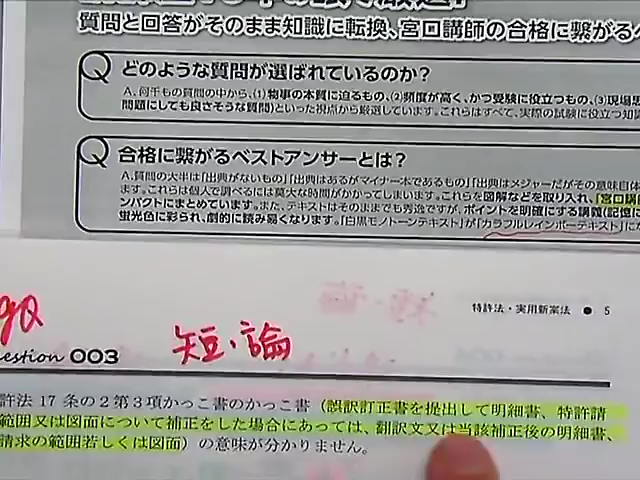 質問と回答がそのまま知識に転換、宮口講師の合格に繋がる
Q どのような質問が選ばれているのか?
A.何千もの質問の中から、(1)物事の本質に迫るもの、(2)頻度が高く、かつ受験に役立つもの、(3)現場思
問題にしても良さそうな質問)といった視点から厳選しています。これらはすべて、実際の試験に役立つ知
Q 合格に繋がるベストアンサーとは?
A.質問の大半は「出典がないもの」「出典はあるがマイナー本であるもの」「出典はメジャーだがその意味自体
ます。これらは個人で調べるには莫大な時間がかかってしまいます。これらを図解などを取り入れ、「宮口講
ンパクトにまとめています。また、テキストはそのままでも秀逸ですが、ポイントを明確にする講義(記憶に
蛍光色に彩られ、劇的に読み易くなります。「白黒モノトーンテキスト」が「カラフルレインボーテキスト」に
特許法・実用新案法 ● 5
Q
estion 003
短・論
許法 17 条の2第3項かっこ書のかっこ書(誤訳訂正書を提出して明細書、特許請
範囲又は図面について補正をした場合にあっては、翻訳文又は当該補正後の明細書、
請求の範囲若しくは図面)の意味が分かりません。